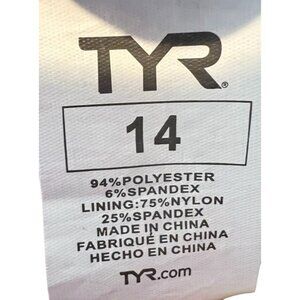 TYR®
14
94%POLYESTER
6%SPANDEX
LINING:75%NYLON
25%SPANDEX
MADE IN CHINA
FABRIQUÉ EN CHINA
HECHO EN CHINA
TYR.com